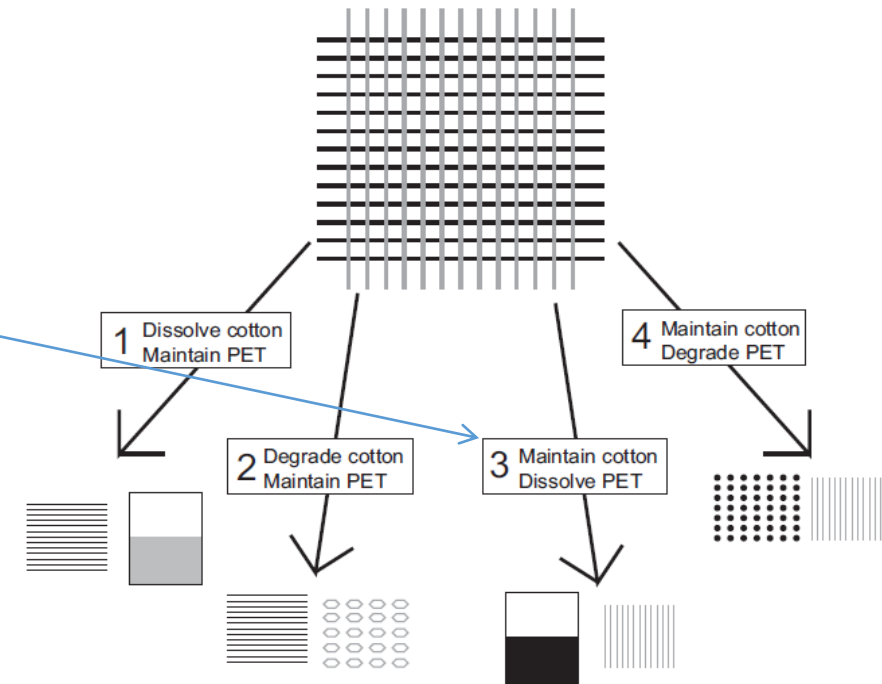 1 Dissolve cotton
Maintain PET
2 Degrade cotton
Maintain PET
3 Maintain cotton
Dissolve PET
4 Maintain cotton
Degrade PET